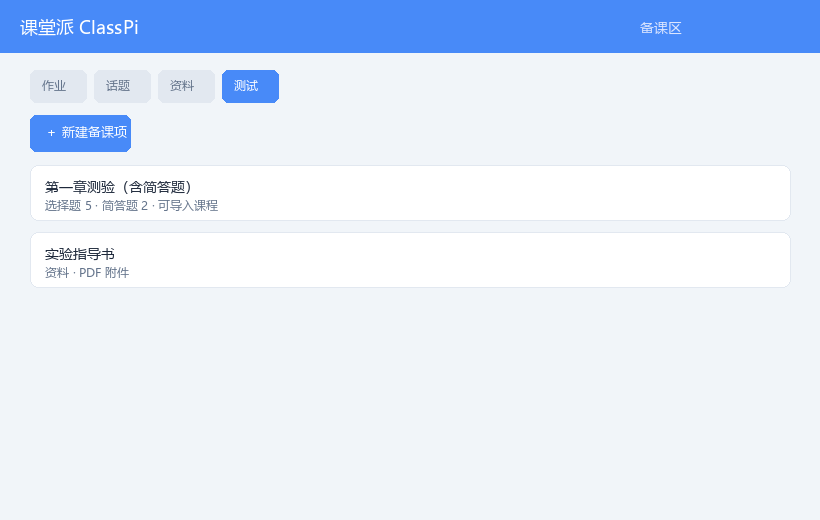 课堂派 ClassPi
备课区
作业 话题 资料 测试
+ 新建备课项
第一章测验（含简答题）
选择题 5 · 简答题 2 · 可导入课程
实验指导书
资料 · PDF 附件